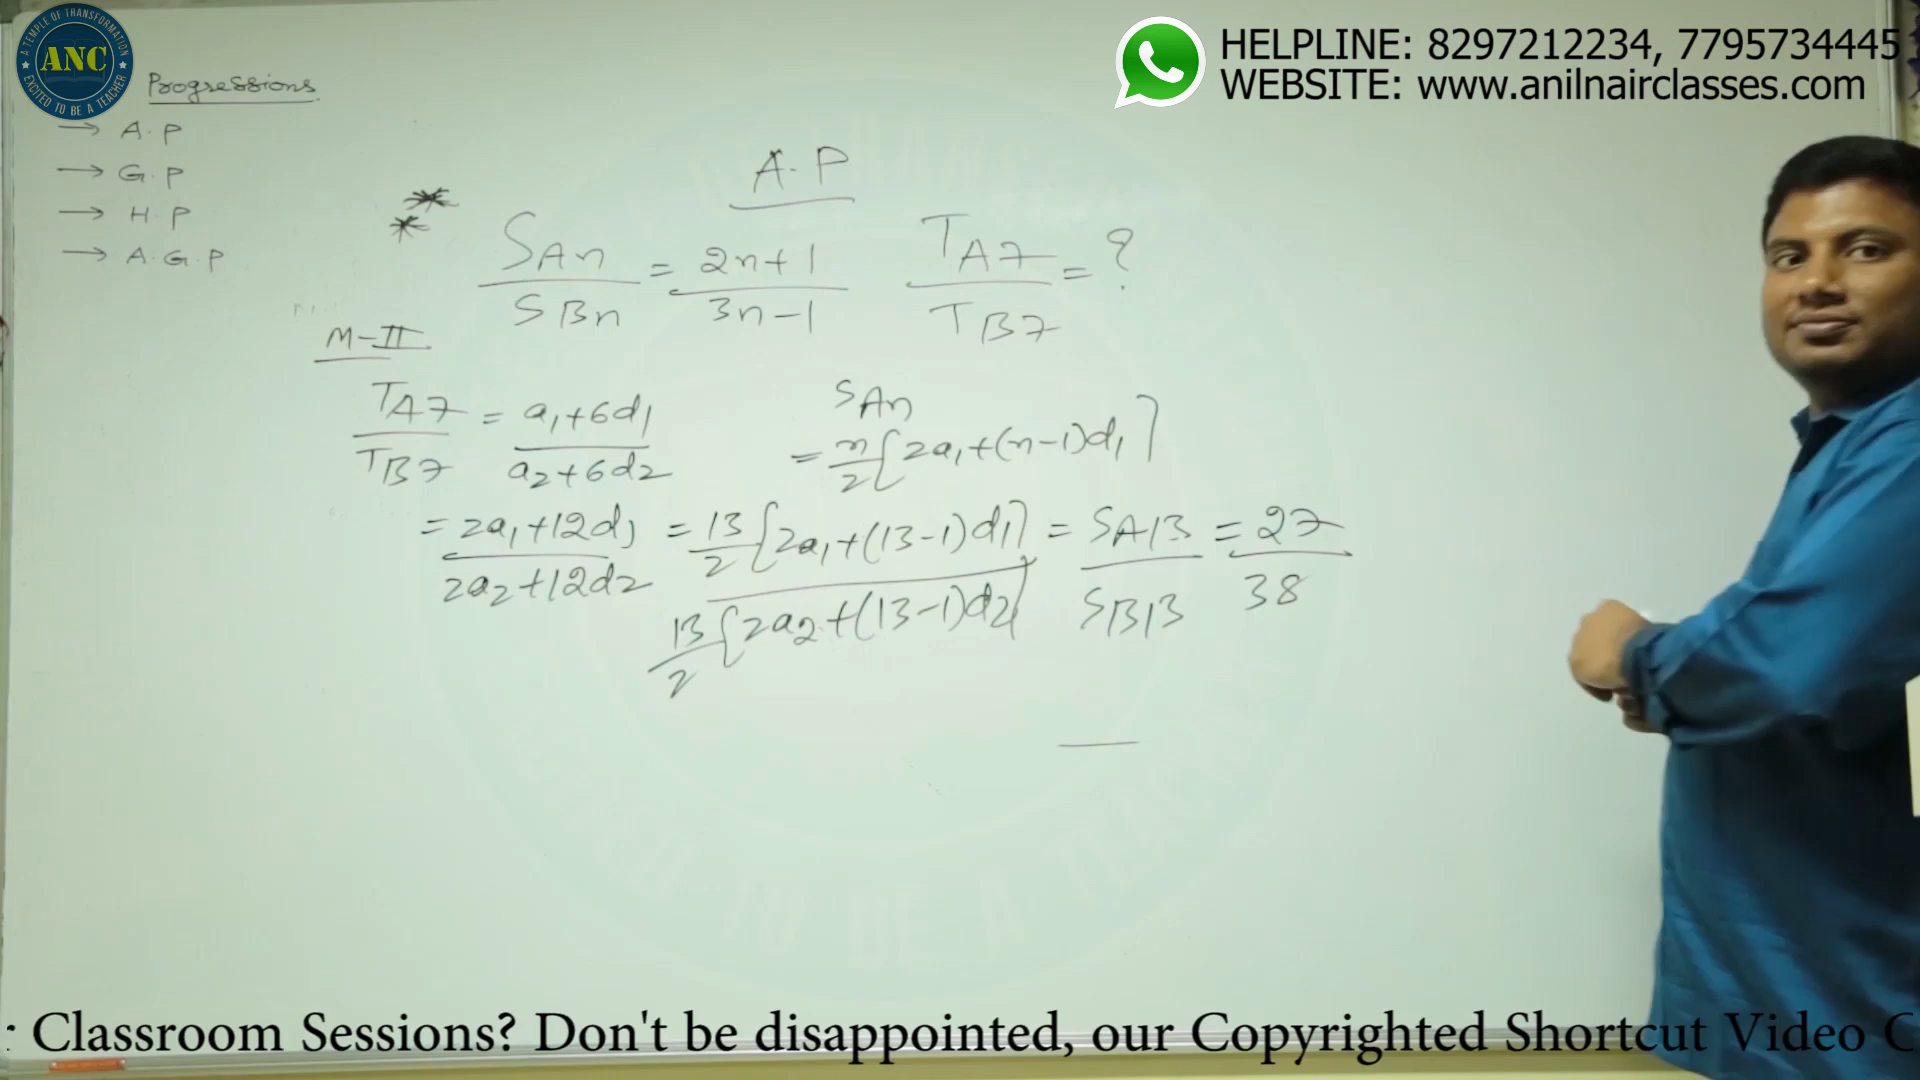 A TEMPLE OF TRANSFORMATION
ANC
EXCITED TO BE A TEACHER
HELPLINE: 8297212234, 7795734445
WEBSITE: www.anilnairclasses.com
Progressions
→ A.P
→ G.P
→ H.P
→ A.G.P
A.P
** SAn/SBn = 2n+1/3n-1 TA7/TB7 = ?
M-II
TA7/TB7 = a1+6d1/a2+6d2
SAn
= n/2[2a1+(n-1)d1]
= 2a1+12d1/2a2+12d2 = 13/2[2a1+(13-1)d1]/13/2[2a2+(13-1)d2] = SA13/SB13 = 27/38
: Classroom Sessions? Don't be disappointed, our Copyrighted Shortcut Video C